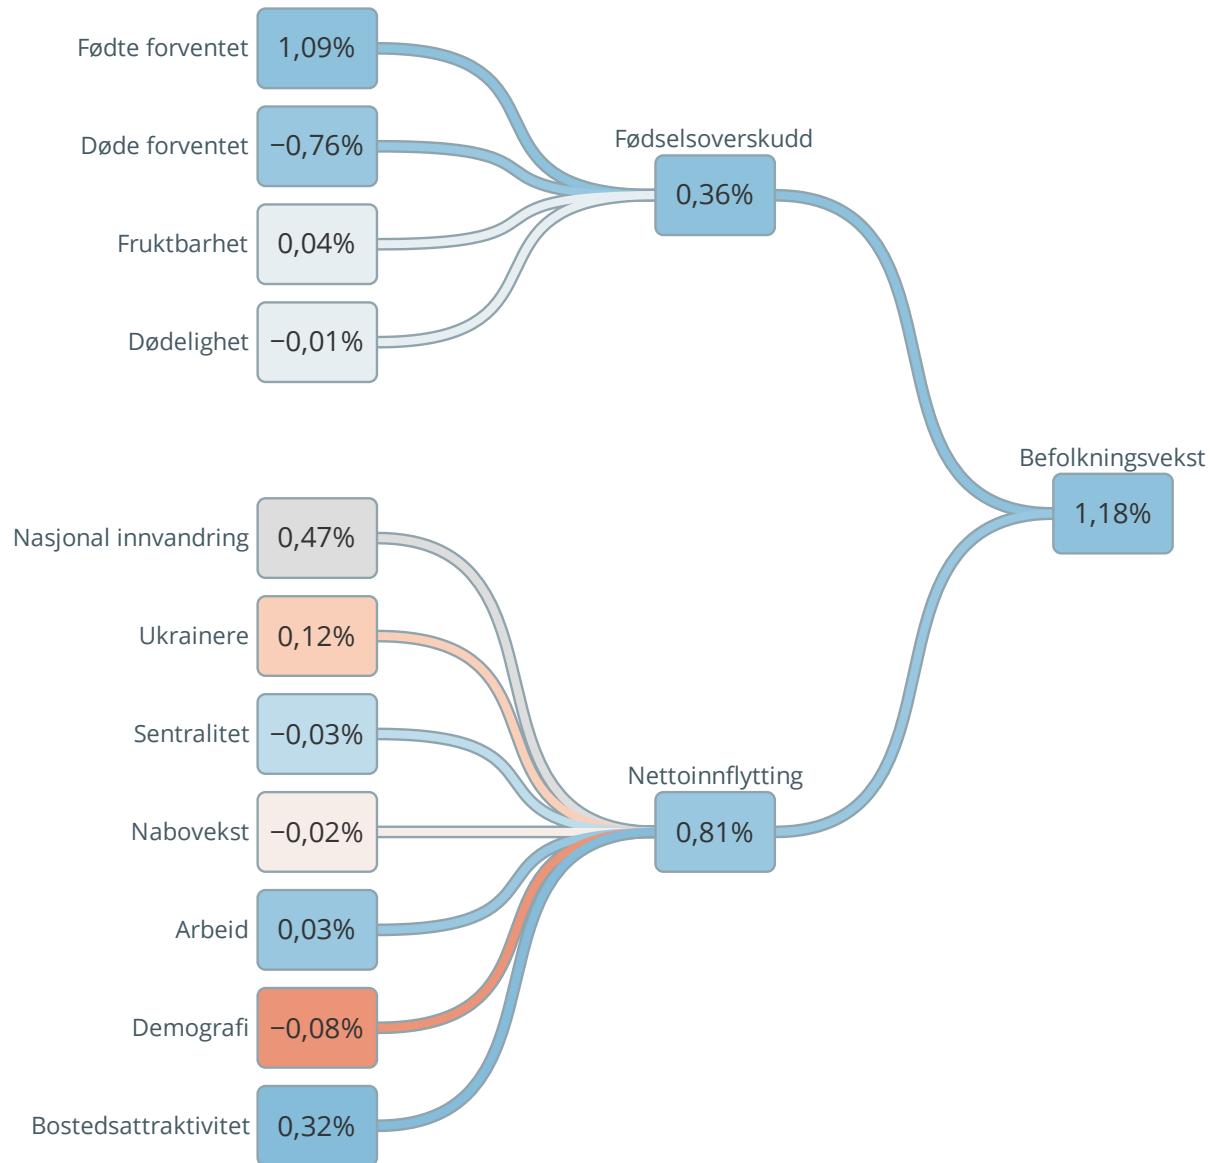 Fødte forventet 1,09%
Døde forventet −0,76%
Fruktbarhet 0,04%
Dødelighet −0,01%
Fødselsoverskudd
0,36%
Nasjonal innvandring 0,47%
Ukrainere 0,12%
Sentralitet −0,03%
Nabovekst −0,02%
Arbeid 0,03%
Demografi −0,08%
Bostedsattraktivitet 0,32%
Nettoinnflytting
0,81%
Befolkningsvekst
1,18%